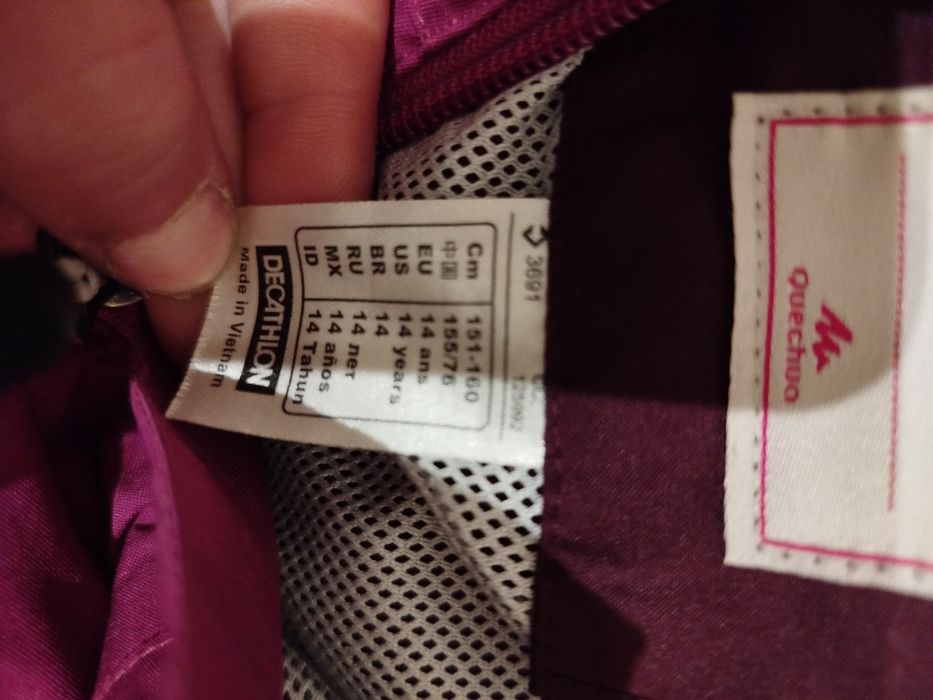 3691
Cm 151-160
中国 155/76
EU 14 ans
US 14 years
BR 14
RU 14 лет
MX 14 años
ID 14 Tahun
DECATHLON
Made in Vietnam
Quechua